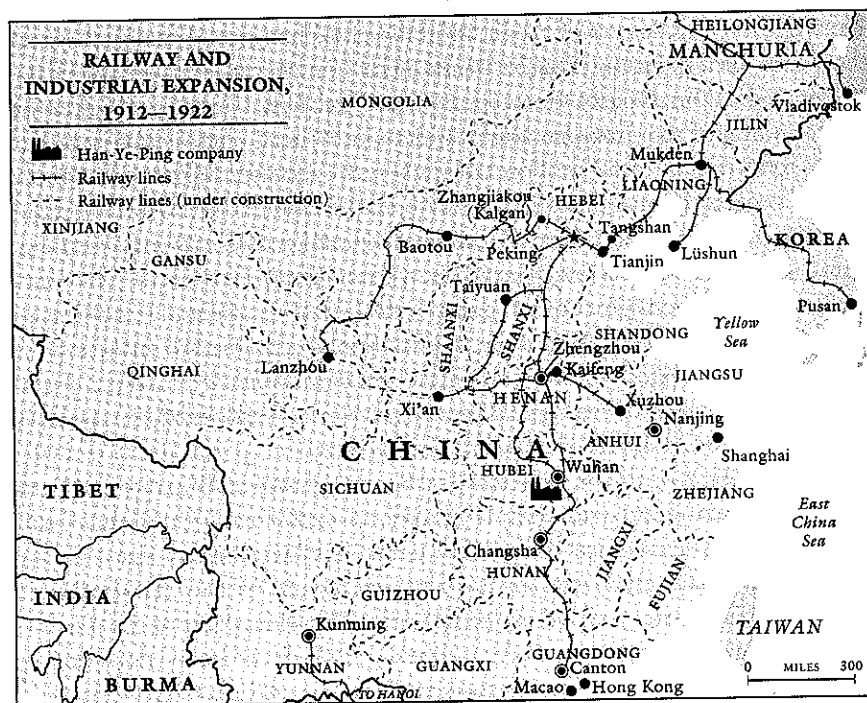 RAILWAY AND
INDUSTRIAL EXPANSION,
1912—1922
Han-Ye-Ping company
Railway lines
Railway lines (under construction)
HEILONGJIANG
MANCHURIA
MONGOLIA
Vladivostok
JILIN
Mukden
LIAONING
Zhangjiakou
(Kalgan)
HEBEI
XINJIANG
Tangshan
KOREA
Baotou
Peking
Tianjin
Lüshun
GANSU
Taiyuan
Pusan
SHAANXI
SHANXI
SHANDONG
Yellow
Sea
Zhengzhou
Lanzhou
Kaifeng
QINGHAI
JIANGSU
Xi'an
HENAN
Xuzhou
Nanjing
CHINA
ANHUI
Shanghai
HUBEI
Wuhan
TIBET
SICHUAN
ZHEJIANG
East
China
Sea
Changsha
HUNAN
JIANGXI
FUJIAN
INDIA
GUIZHOU
Kunming
TAIWAN
GUANGDONG
YUNNAN
GUANGXI
Canton
BURMA
TO HANOI
Macao
Hong Kong
0 MILES 300